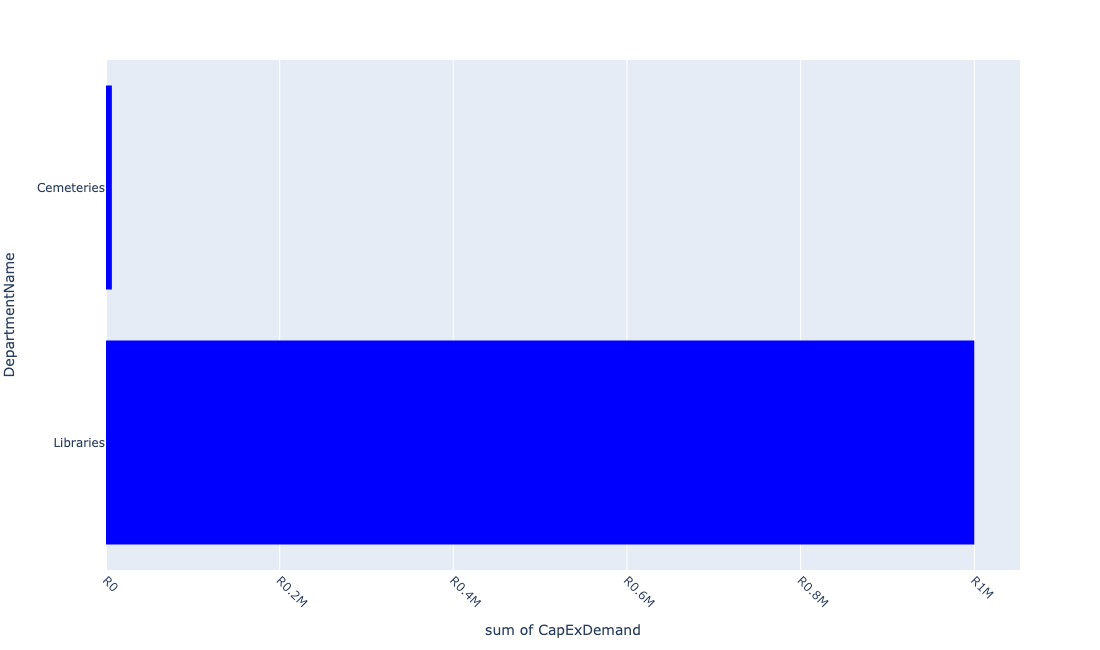 Cemeteries
Libraries
DepartmentName
R0
R0.2M
R0.4M
R0.6M
R0.8M
R1M
sum of CapExDemand